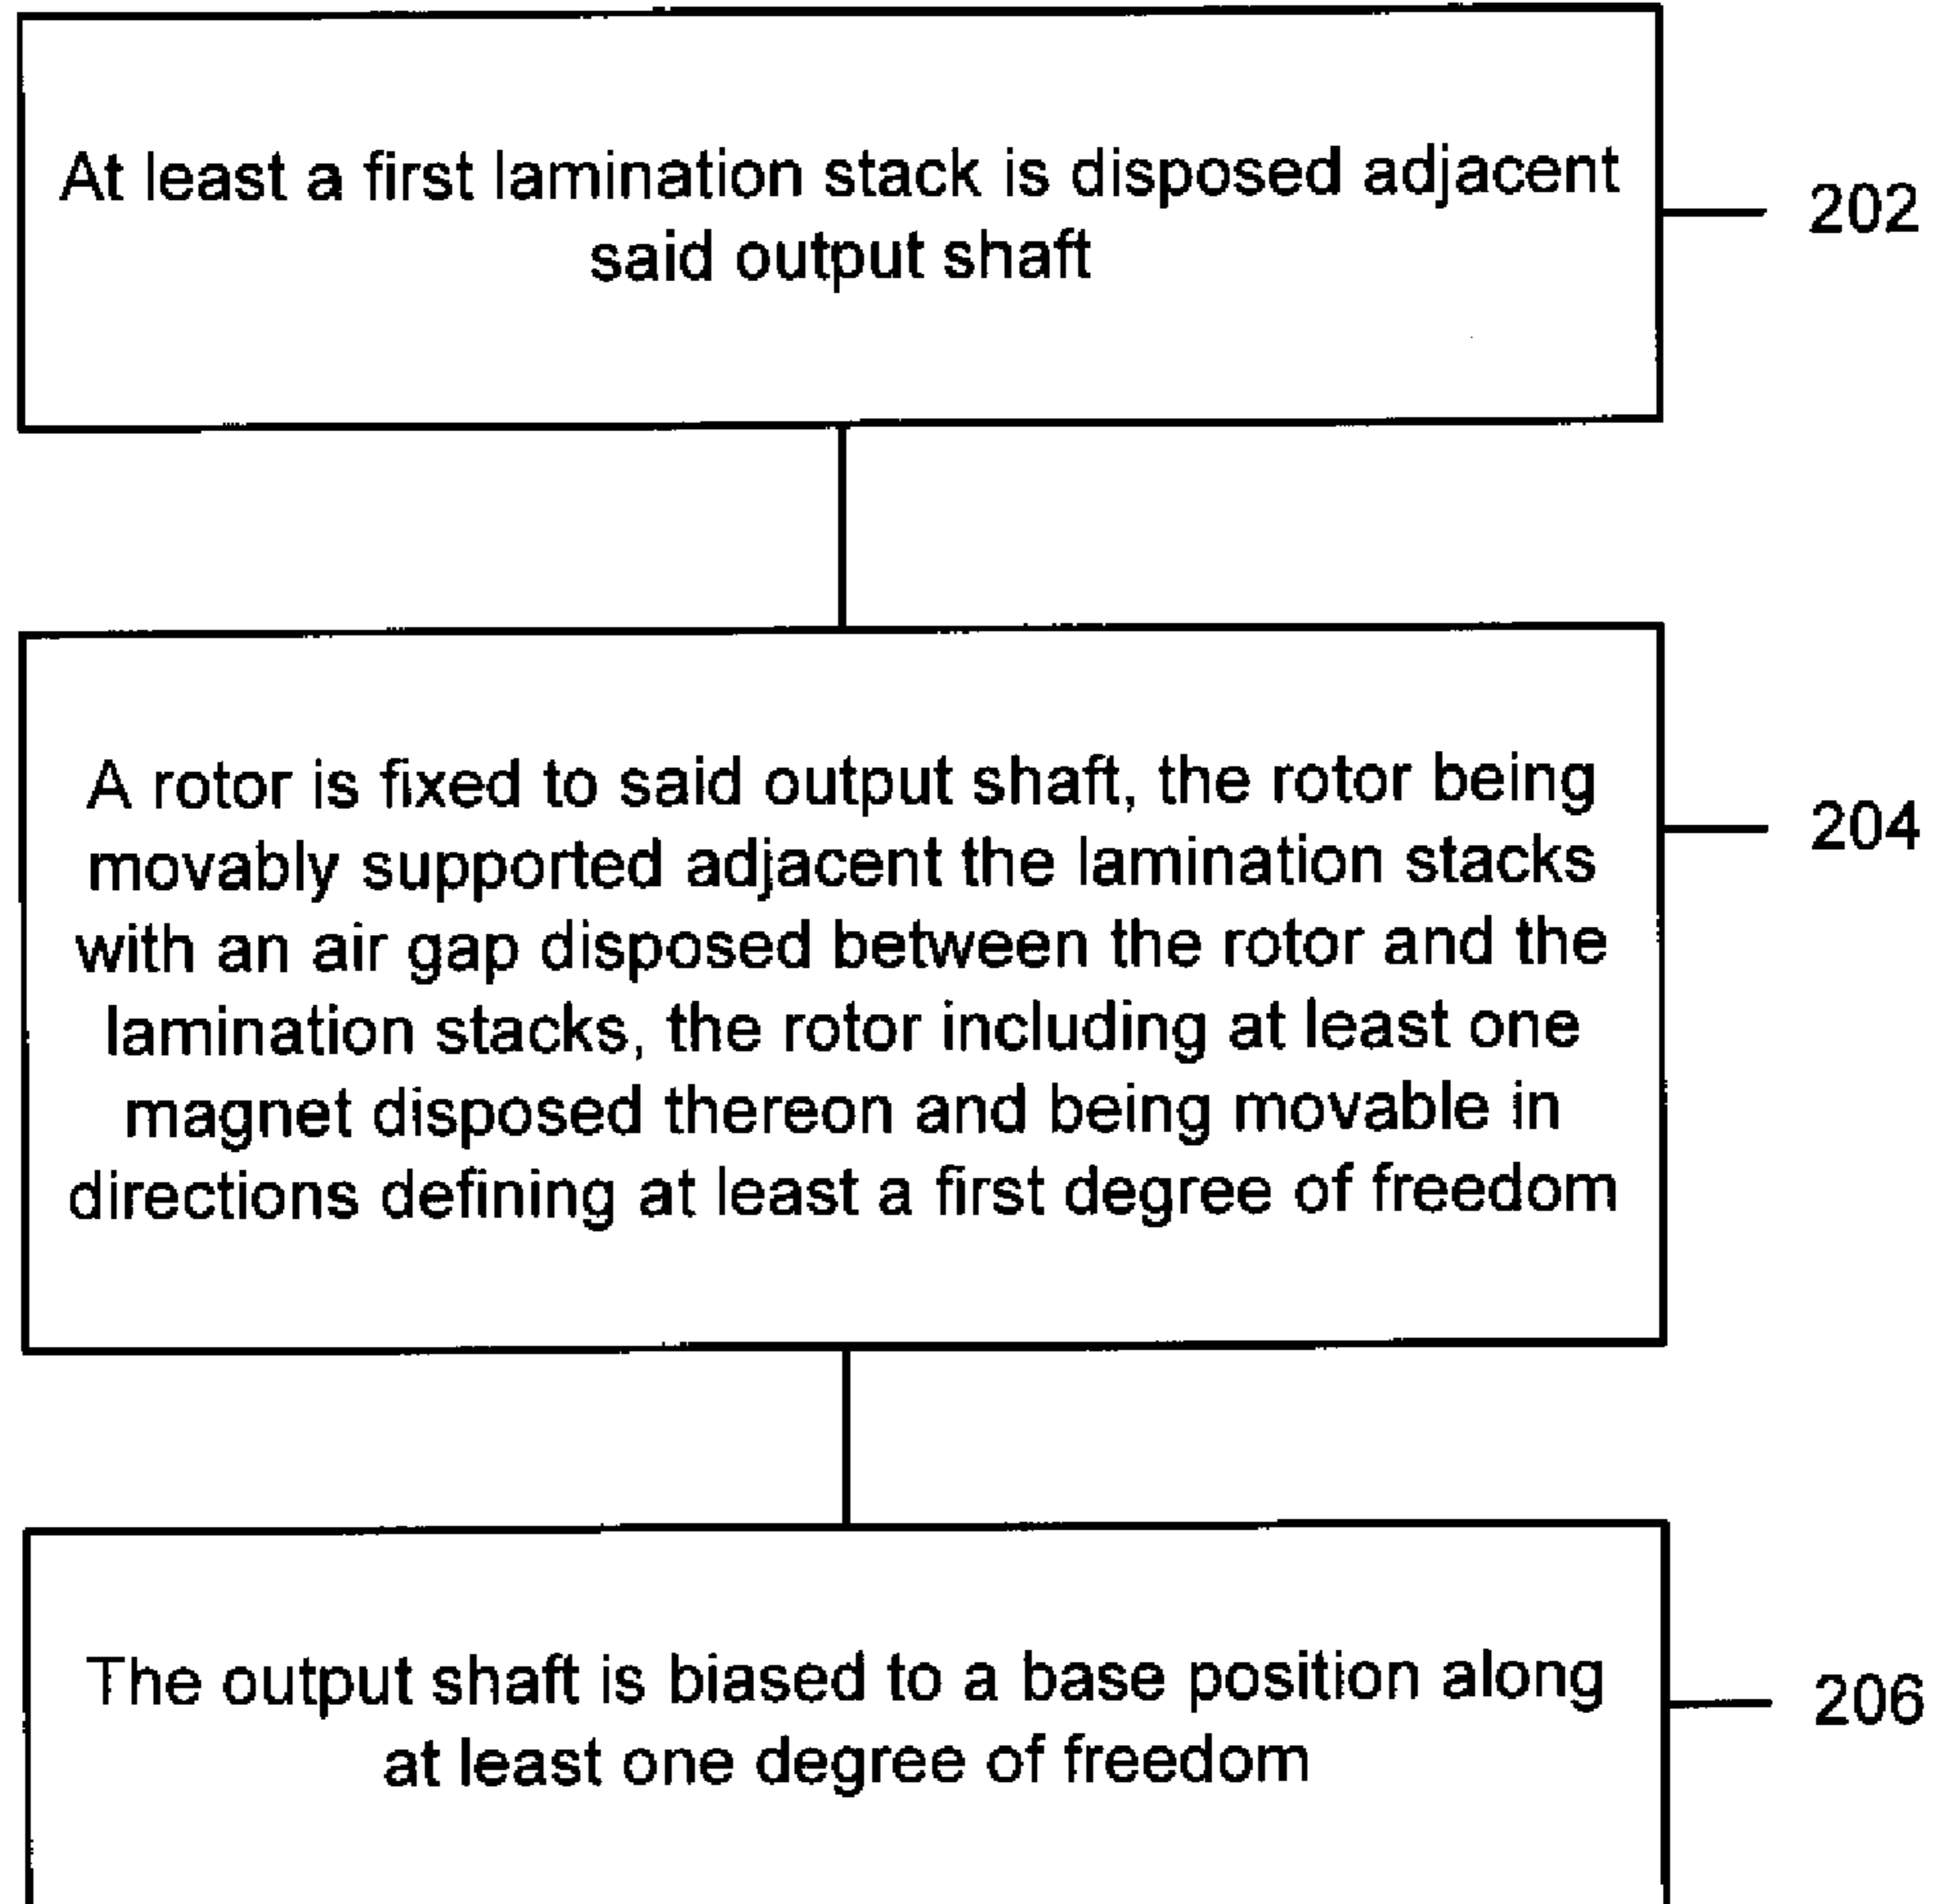 At least a first lamination stack is disposed adjacent
said output shaft
202
A rotor is fixed to said output shaft, the rotor being
movably supported adjacent the lamination stacks
with an air gap disposed between the rotor and the
lamination stacks, the rotor including at least one
magnet disposed thereon and being movable in
directions defining at least a first degree of freedom
204
The output shaft is biased to a base position along
at least one degree of freedom
206